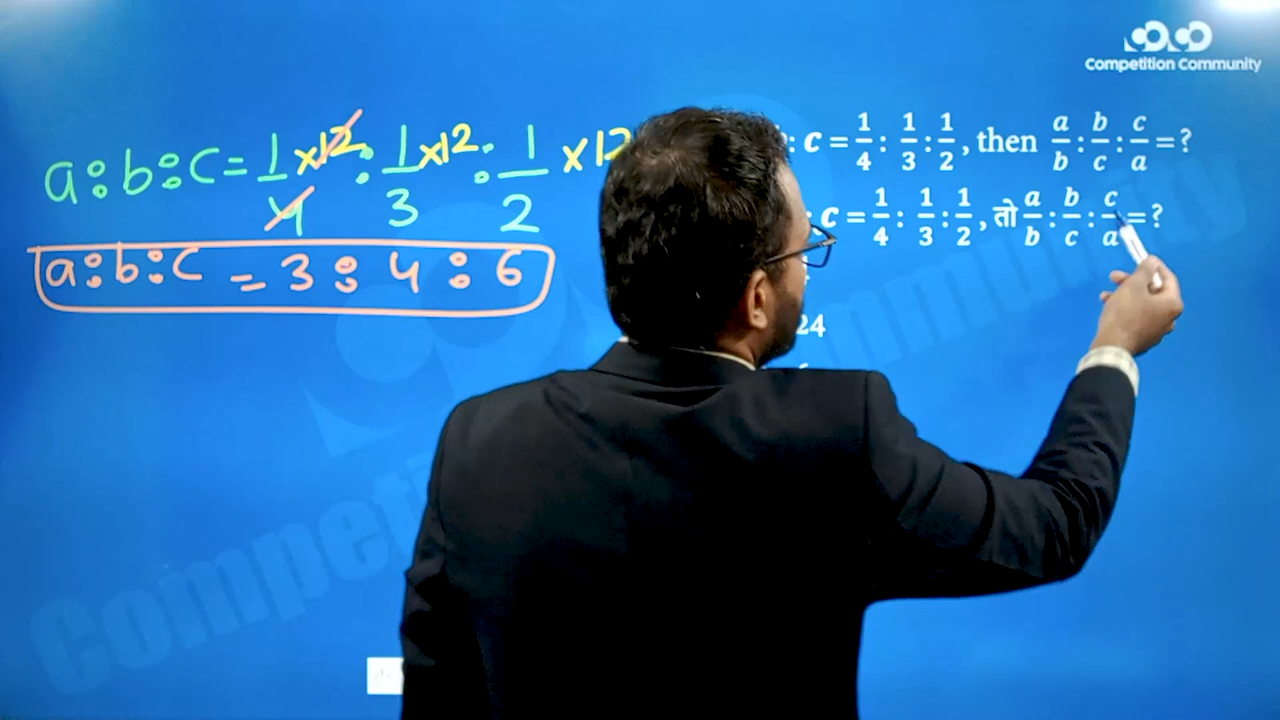 Competition Community
a:b:c = 1/4 ×12 : 1/3 ×12 : 1/2 ×12
a:b:c = 3 : 4 : 6
: c = 1/4 : 1/3 : 1/2, then a/b : b/c : c/a = ?
: c = 1/4 : 1/3 : 1/2, तो a/b : b/c : c/a = ?
24